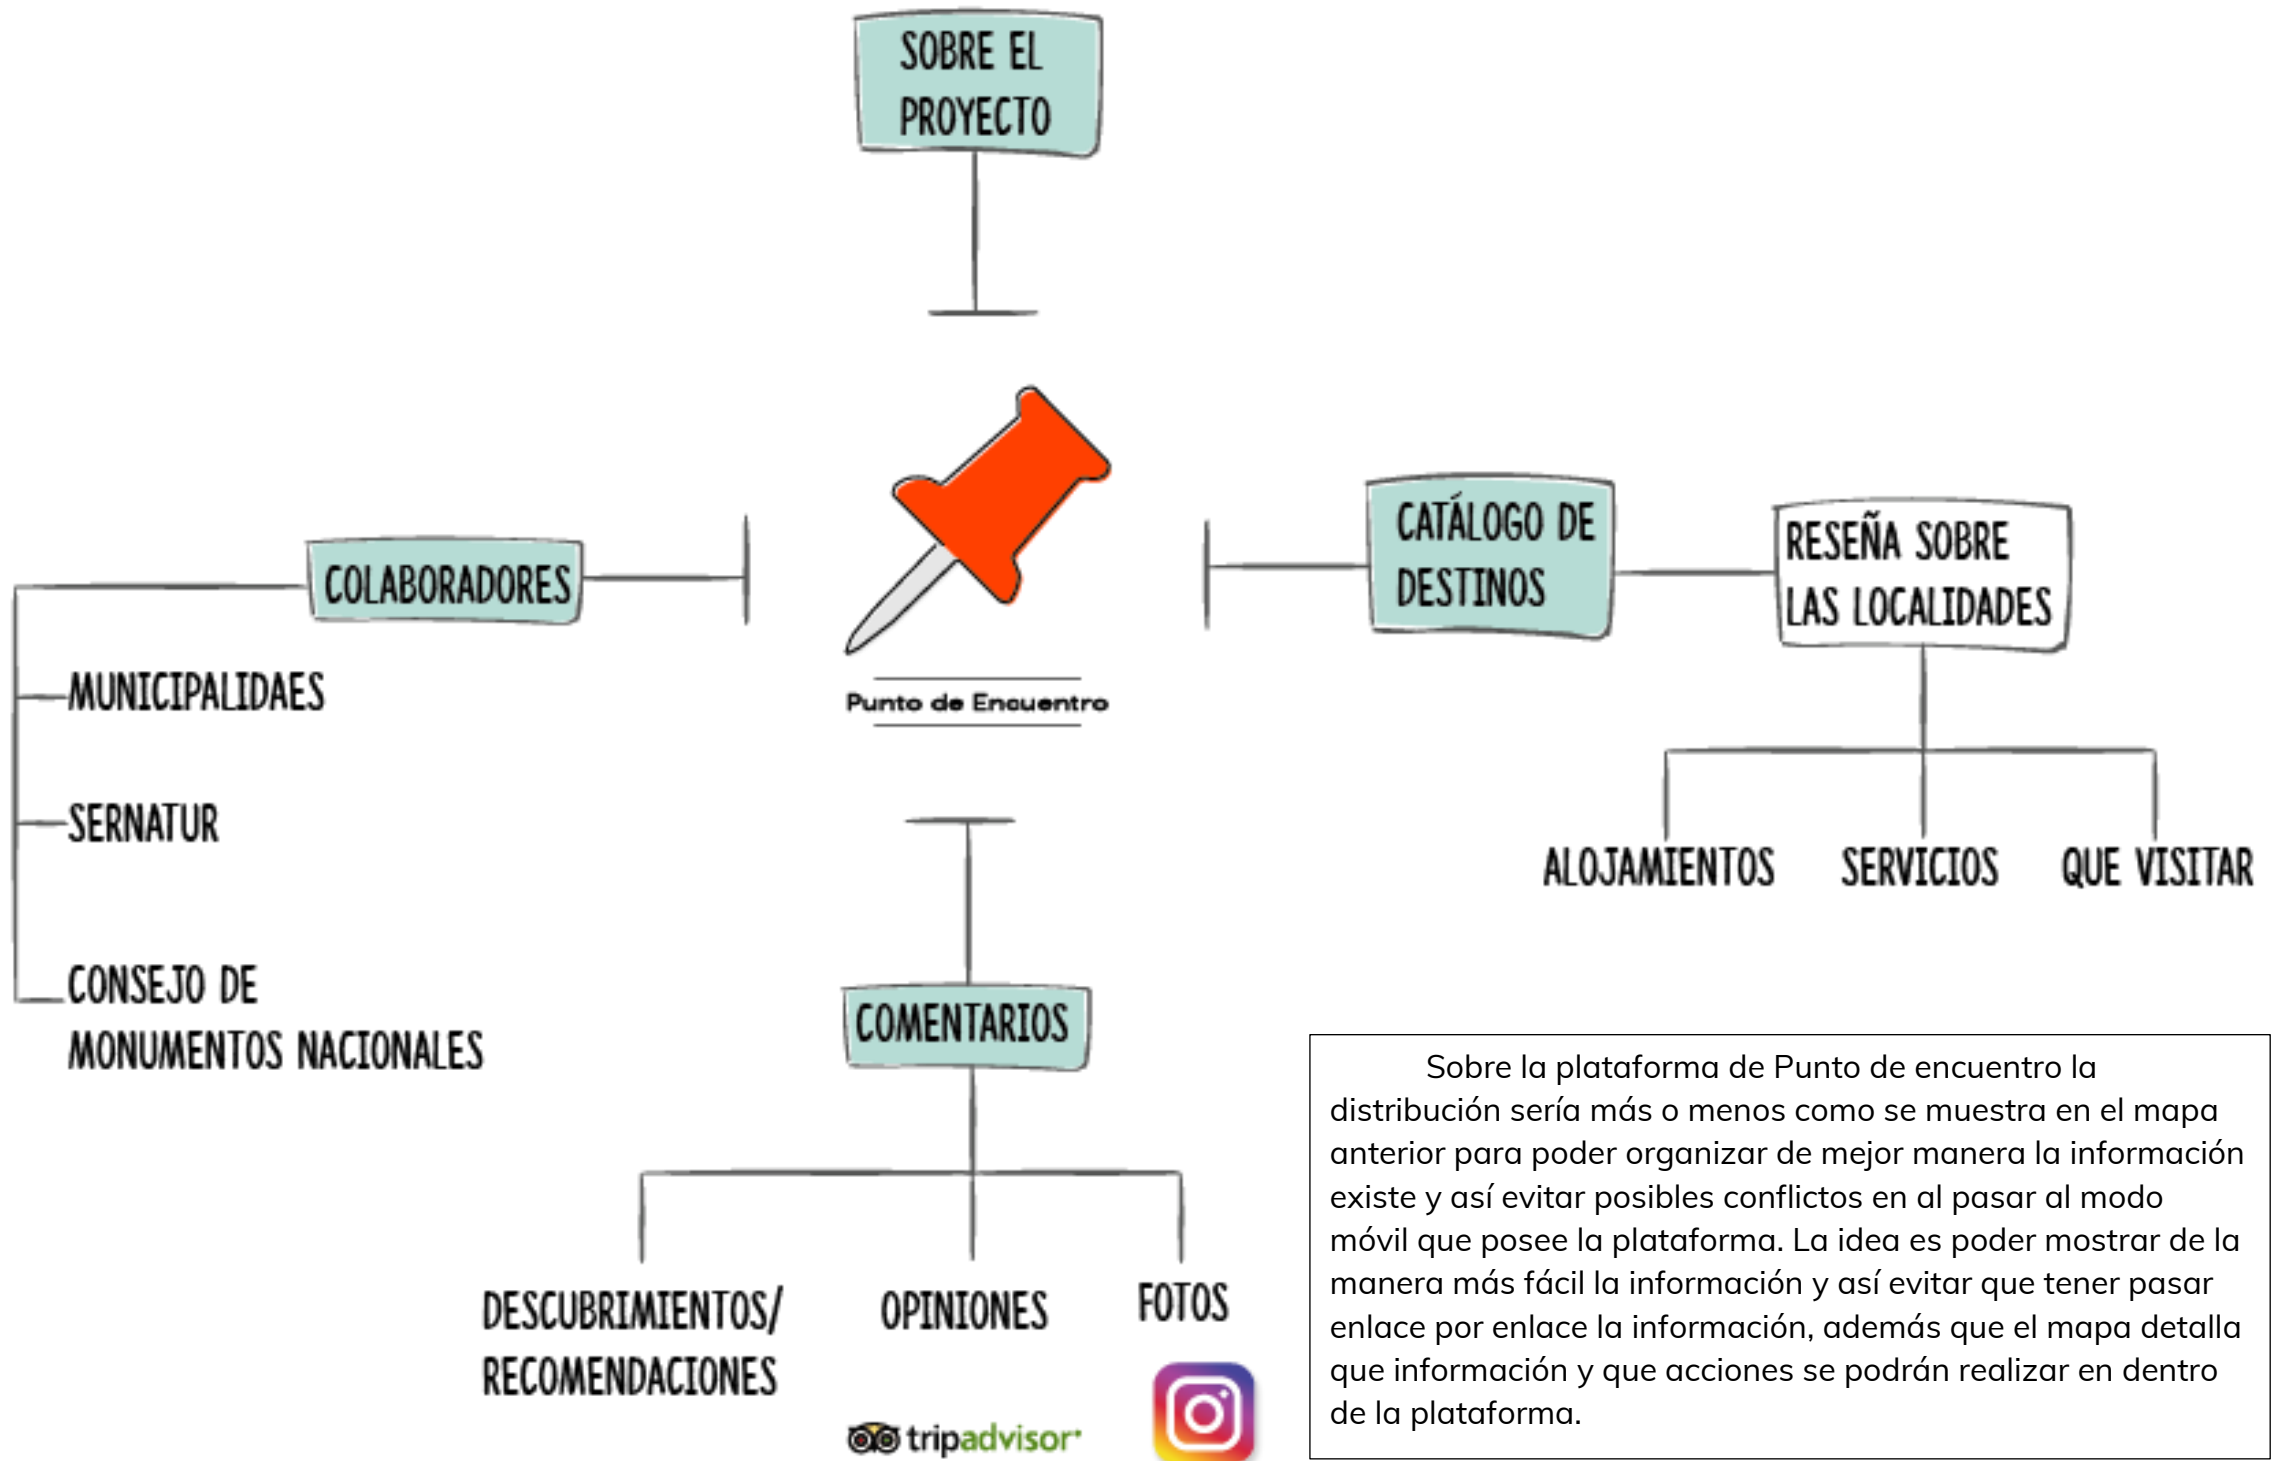 SOBRE EL
PROYECTO
COLABORADORES
MUNICIPALIDAES
SERNATUR
CONSEJO DE
MONUMENTOS NACIONALES
Punto de Encuentro
CATÁLOGO DE
DESTINOS
RESEÑA SOBRE
LAS LOCALIDADES
ALOJAMIENTOS
SERVICIOS
QUE VISITAR
COMENTARIOS
DESCUBRIMIENTOS/
RECOMENDACIONES
OPINIONES
tripadvisor
FOTOS
Sobre la plataforma de Punto de encuentro la
distribución sería más o menos como se muestra en el mapa
anterior para poder organizar de mejor manera la información
existe y así evitar posibles conflictos en al pasar al modo
móvil que posee la plataforma. La idea es poder mostrar de la
manera más fácil la información y así evitar que tener pasar
enlace por enlace la información, además que el mapa detalla
que información y que acciones se podrán realizar en dentro
de la plataforma.